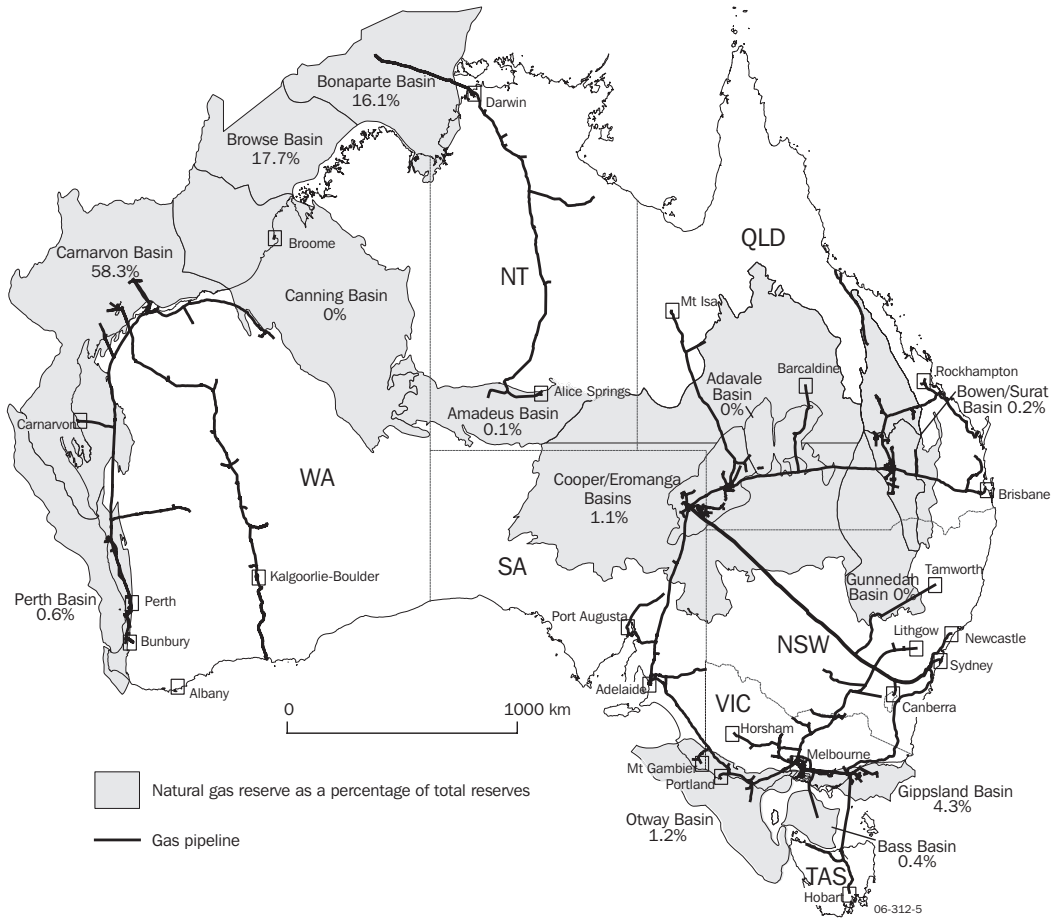 Bonaparte Basin
16.1%
Darwin
Browse Basin
17.7%
Broome
Carnarvon Basin
58.3%
Canning Basin
0%
NT
QLD
Mt Isa
Adavale
Basin
0%
Barcaldine
Rockhampton
Bowen/Surat
Basin 0.2%
Alice Springs
Amadeus Basin
0.1%
Carnarvon
WA
Cooper/Eromanga
Basins
1.1%
Brisbane
SA
Kalgoorlie-Boulder
Perth Basin
0.6%
Perth
Bunbury
Albany
Gunnedah
Basin 0%
Tamworth
Port Augusta
Lithgow
Newcastle
NSW
Sydney
Adelaide
Canberra
VIC
Horsham
Melbourne
Mt Gambier
Portland
0 1000 km
Natural gas reserve as a percentage of total reserves
Gas pipeline
Gippsland Basin
4.3%
Otway Basin
1.2%
Bass Basin
0.4%
TAS
Hobart
06-312-5